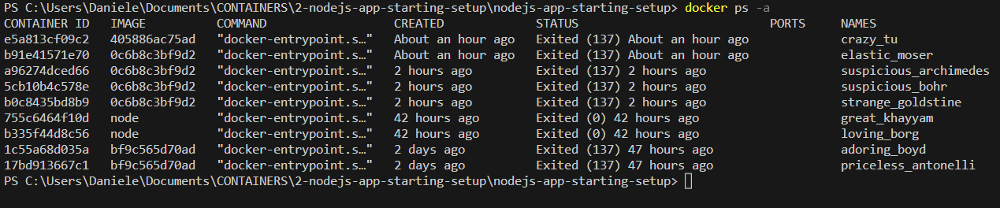 PS C:\Users\Daniele\Documents\CONTAINERS\2-nodejs-app-starting-setup\nodejs-app-starting-setup> docker ps -a
CONTAINER ID   IMAGE          COMMAND                  CREATED             STATUS                         PORTS     NAMES
e5a813cf09c2   405886ac75ad   "docker-entrypoint.s…"   About an hour ago   Exited (137) About an hour ago             crazy_tu
b91e41571e70   0c6b8c3bf9d2   "docker-entrypoint.s…"   About an hour ago   Exited (137) About an hour ago             elastic_moser
a96274dced66   0c6b8c3bf9d2   "docker-entrypoint.s…"   2 hours ago         Exited (137) 2 hours ago                   suspicious_archimedes
5cb10b4c578e   0c6b8c3bf9d2   "docker-entrypoint.s…"   2 hours ago         Exited (137) 2 hours ago                   suspicious_bohr
b0c8435bd8b9   0c6b8c3bf9d2   "docker-entrypoint.s…"   2 hours ago         Exited (137) 2 hours ago                   strange_goldstine
755c6464f10d   node           "docker-entrypoint.s…"   42 hours ago        Exited (0) 42 hours ago                    great_khayyam
b335f44d8c56   node           "docker-entrypoint.s…"   42 hours ago        Exited (0) 42 hours ago                    loving_borg
1c55a68d035a   bf9c565d70ad   "docker-entrypoint.s…"   2 days ago          Exited (137) 47 hours ago                  adoring_boyd
17bd913667c1   bf9c565d70ad   "docker-entrypoint.s…"   2 days ago          Exited (137) 47 hours ago                  priceless_antonelli
PS C:\Users\Daniele\Documents\CONTAINERS\2-nodejs-app-starting-setup\nodejs-app-starting-setup>